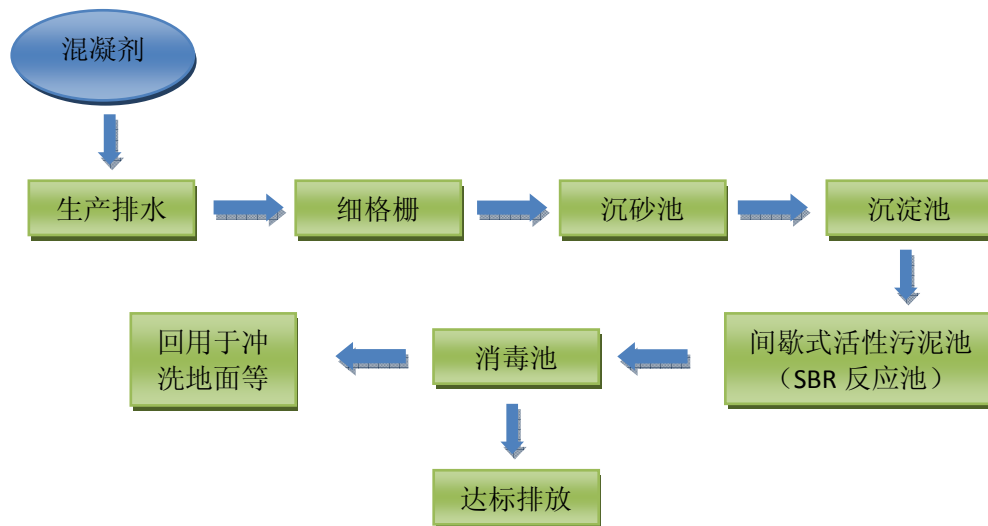 混凝剂
生产排水
细格栅
沉砂池
沉淀池
间歇式活性污泥池
（SBR 反应池）
消毒池
回用于冲
洗地面等
达标排放